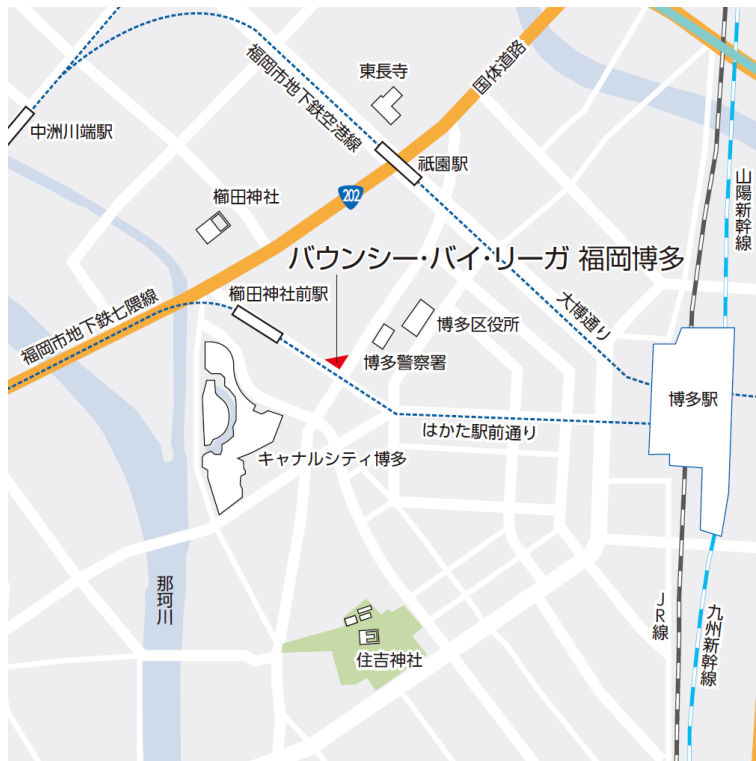 中洲川端駅
福岡市地下鉄空港線
東長寺
国体道路
祇園駅
山陽新幹線
櫛田神社
202
バウンシー・バイ・リーガ 福岡博多
福岡市地下鉄七隈線
櫛田神社前駅
博多区役所
大博通り
博多警察署
博多駅
はかた駅前通り
キャナルシティ博多
那珂川
JR線
九州新幹線
住吉神社